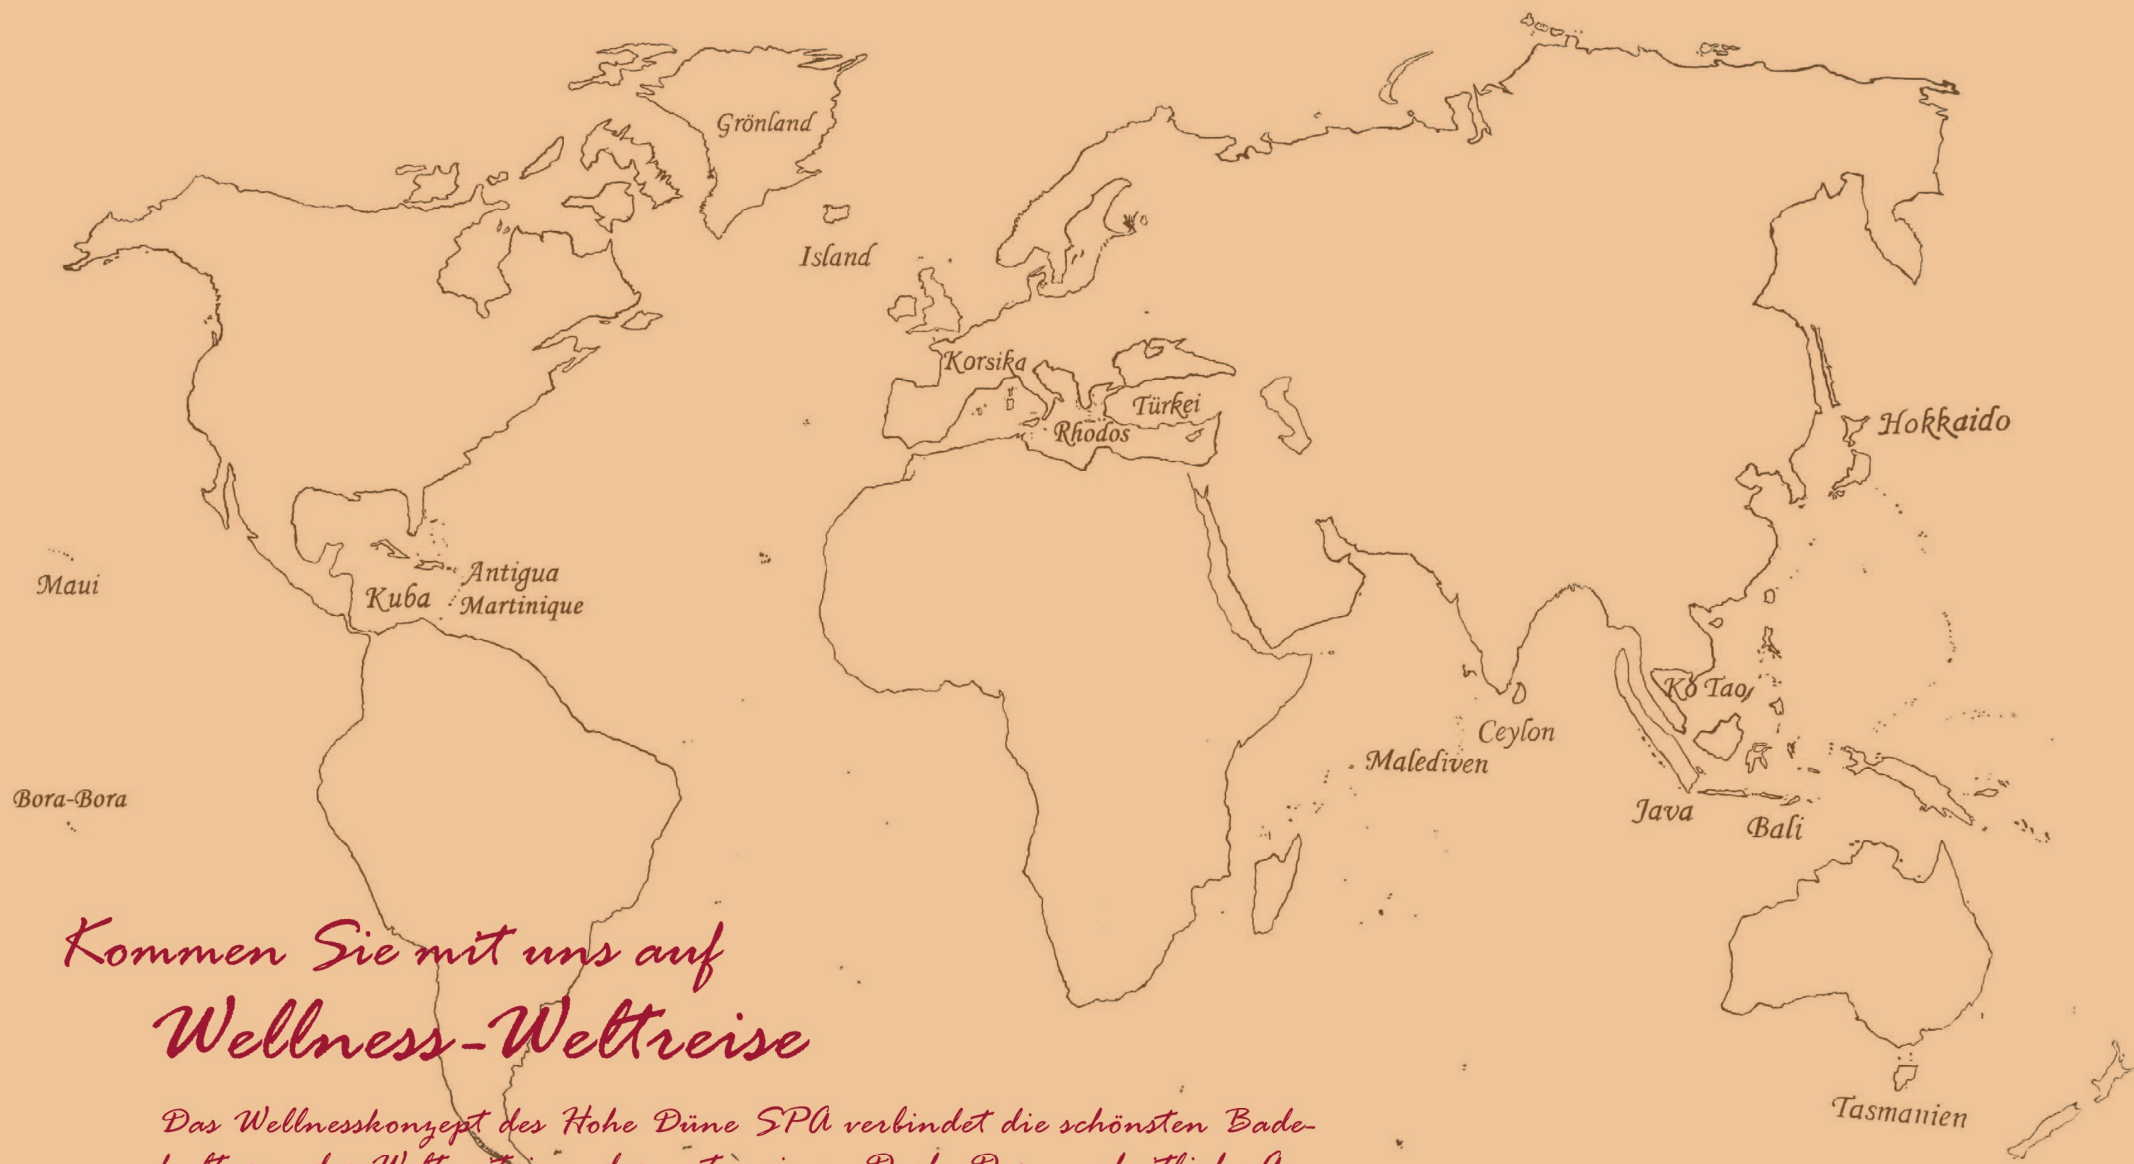 Grönland
Island
Korsika
Türkei
Rhodos
Hokkaido
Maui
Kuba
Antigua
Martinique
Ko Tao
Ceylon
Malediven
Bora-Bora
Java
Bali
Tasmanien
Kommen Sie mit uns auf
Wellness-Weltreise
Das Wellnesskonzept des Hohe Düne SPA verbindet die schönsten Bade-